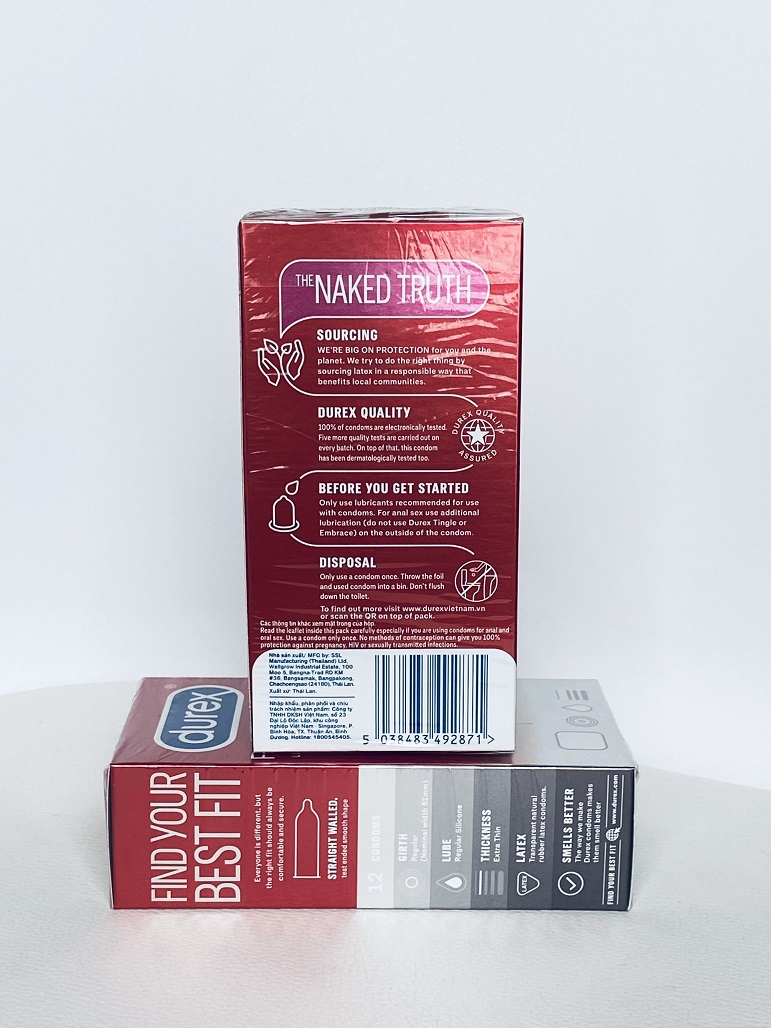 THE NAKED TRUTH
SOURCING
WE'RE BIG ON PROTECTION for you and the
planet. We try to do the right thing by
sourcing latex in a responsible way that
benefits local communities.
DUREX QUALITY
100% of condoms are electronically tested.
Five more quality tests are carried out on
every batch. On top of that, this condom
has been dermatologically tested too.
DUREX QUALITY
ASSURED
BEFORE YOU GET STARTED
Only use lubricants recommended for use
with condoms. For anal sex use additional
lubrication (do not use Durex Tingle or
Embrace) on the outside of the condom.
DISPOSAL
Only use a condom once. Throw the foil
and used condom into a bin. Don't flush
down the toilet.
To find out more visit www.durexvietnam.vn
or scan the QR on top of pack.
Các thông tin khác xem mặt trong của hộp.
Read the leaflet inside this pack carefully especially if you are using condoms for anal and
oral sex. Use a condom only once. No methods of contraception can give you 100%
protection against pregnancy, HIV or sexually transmitted infections.
Nhà sản xuất/ MFG by: SSL
Manufacturing (Thailand) Ltd,
Wellgrow Industrial Estate, 100
Moo 5, Bangna-Trad RD KM
#36, Bangsamak, Bangpakong,
Chachoengsao (24180), Thái Lan.
Xuất xứ: Thái Lan.
Nhập khẩu, phân phối và chịu
trách nhiệm sản phẩm: Công ty
TNHH DKSH Việt Nam, số 23
Đại Lộ Độc Lập, khu công
nghiệp Việt Nam - Singapore, P.
Bình Hòa, TX. Thuận An, Bình
Dương. Hotline: 1800545405.
5 038483 492871 >
durex
FIND YOUR
BEST FIT
Everyone is different, but
the right fit should always be
comfortable and secure.
STRAIGHT WALLED,
teat ended smooth shape
12 CONDOMS
GIRTH
Regular
(Nominal width 52mm)
LUBE
Regular Silicone
THICKNESS
Extra Thin
LATEX
LATEX
Transparent natural
rubber latex condoms.
SMELLS BETTER
The way we make
Durex condoms makes
them smell better
FIND YOUR BEST FIT www.durex.com